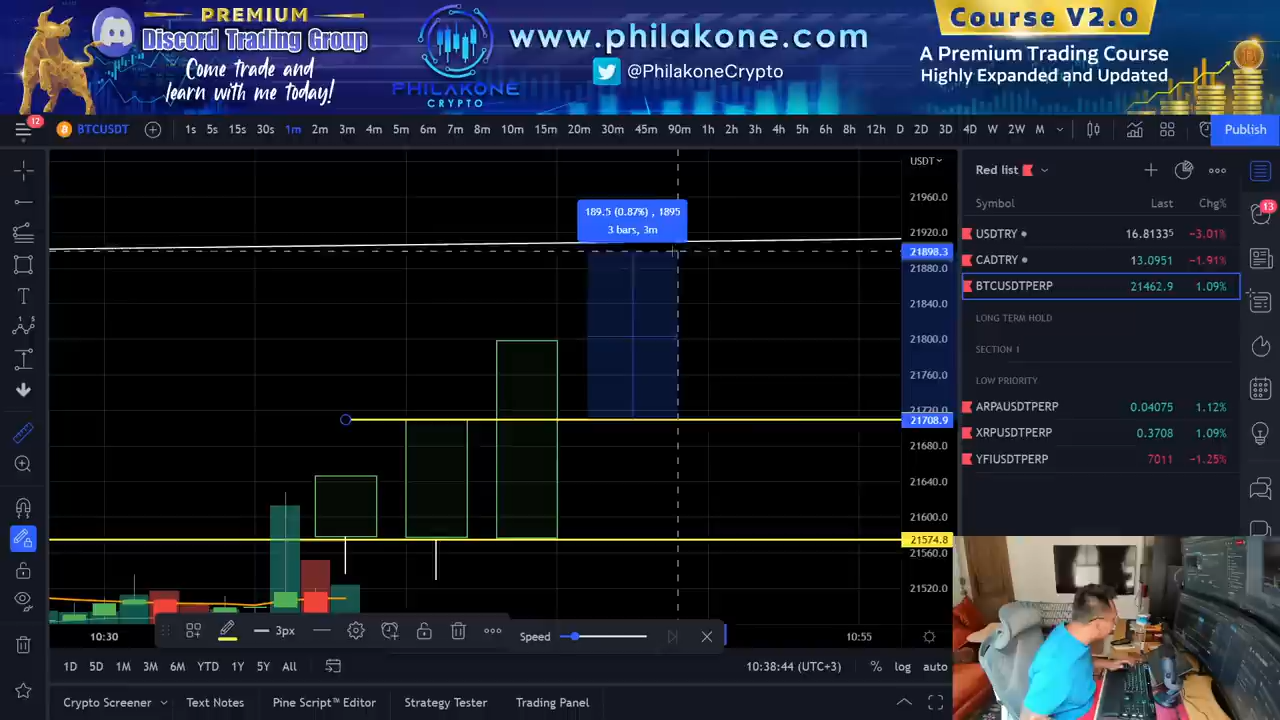 PREMIUM
Discord Trading Group
Come trade and
learn with me today!
PHILAKONE
CRYPTO
www.philakone.com
@PhilakoneCrypto
Course V2.0
A Premium Trading Course
Highly Expanded and Updated
12
BTCUSDT
1s 5s 15s 30s 1m 2m 3m 4m 5m 6m 7m 8m 10m 15m 20m 30m 45m 90m 1h 2h 3h 4h 5h 6h 8h 12h D 2D 3D 4D W 2W M
Publish
USDT
21960.0
21920.0
21898.3
21880.0
21840.0
21800.0
21760.0
21720.0
21708.9
21680.0
21640.0
21600.0
21574.8
21560.0
21520.0
189.5 (0.87%) , 1895
3 bars, 3m
Red list
Symbol Last Chg%
USDTRY 16.8133⁵ −3.01%
CADTRY 13.0951 −1.91%
BTCUSDTPERP 21462.9 1.09%
LONG TERM HOLD
SECTION 1
LOW PRIORITY
ARPAUSDTPERP 0.04075 1.12%
XRPUSDTPERP 0.3708 1.09%
YFIUSDTPERP 7011 −1.25%
13
10:30
10:55
3px
Speed
1D 5D 1M 3M 6M YTD 1Y 5Y All
10:38:44 (UTC+3)
% log auto
Crypto Screener Text Notes Pine Script™ Editor Strategy Tester Trading Panel